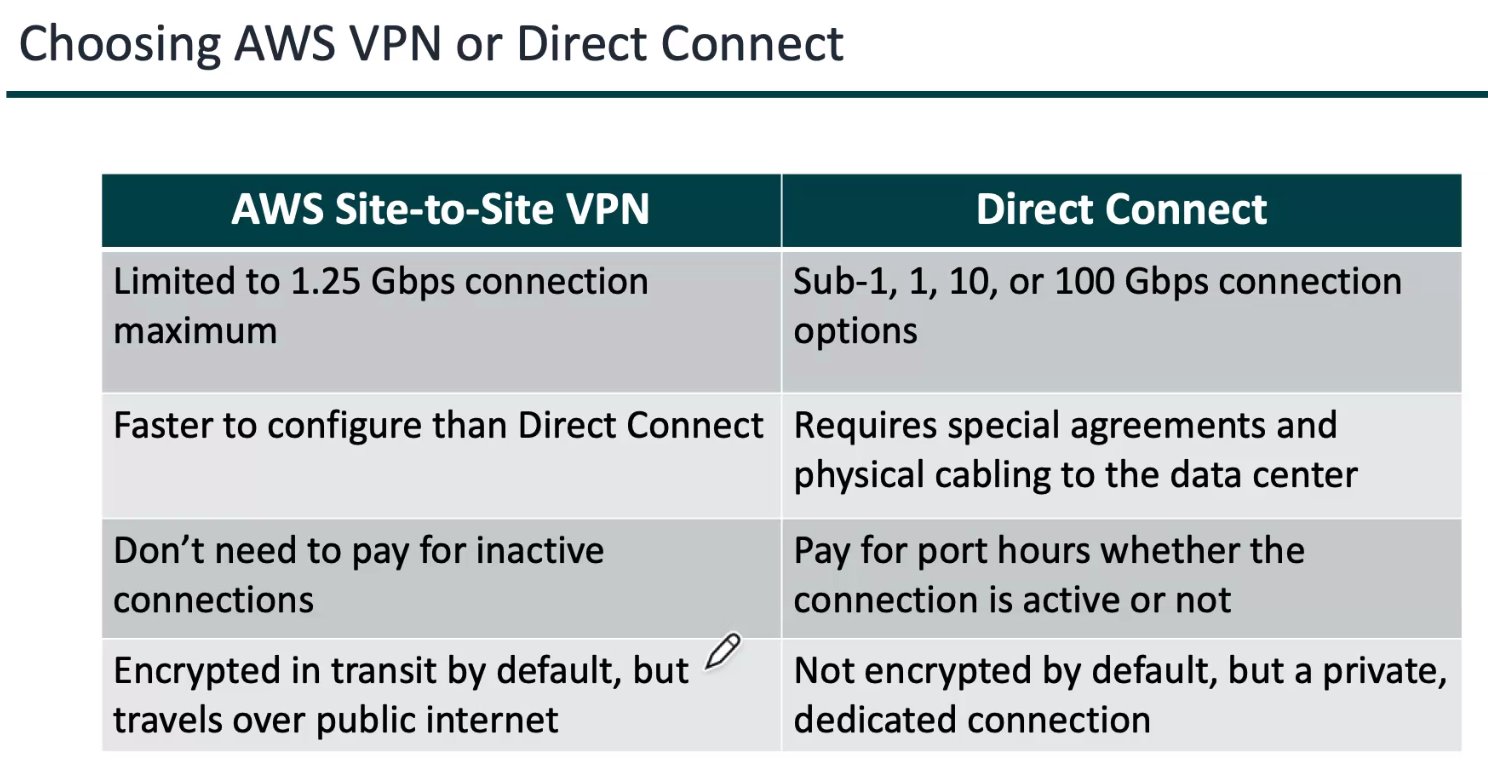 Choosing AWS VPN or Direct Connect
AWS Site-to-Site VPN
Direct Connect
Limited to 1.25 Gbps connection
maximum
Sub-1, 1, 10, or 100 Gbps connection
options
Faster to configure than Direct Connect
Requires special agreements and
physical cabling to the data center
Don’t need to pay for inactive
connections
Pay for port hours whether the
connection is active or not
Encrypted in transit by default, but
travels over public internet
Not encrypted by default, but a private,
dedicated connection